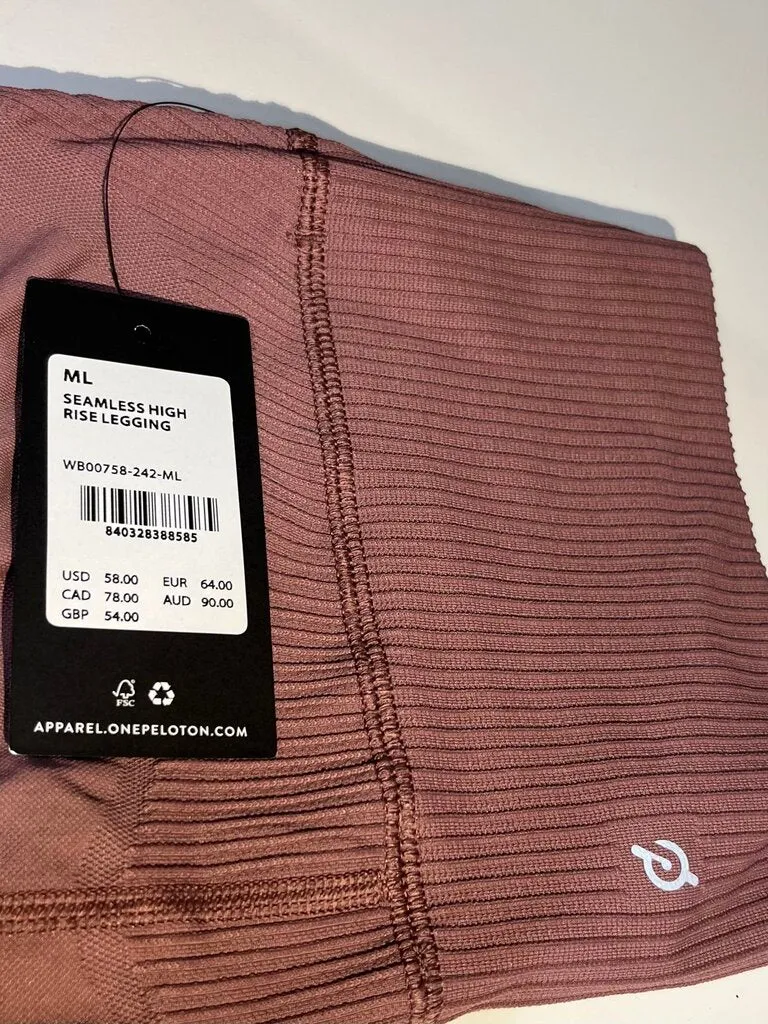 ML
SEAMLESS HIGH
RISE LEGGING
WB00758-242-ML
840328388585
USD 58.00 EUR 64.00
CAD 78.00 AUD 90.00
GBP 54.00
FSC
APPAREL.ONEPELOTON.COM